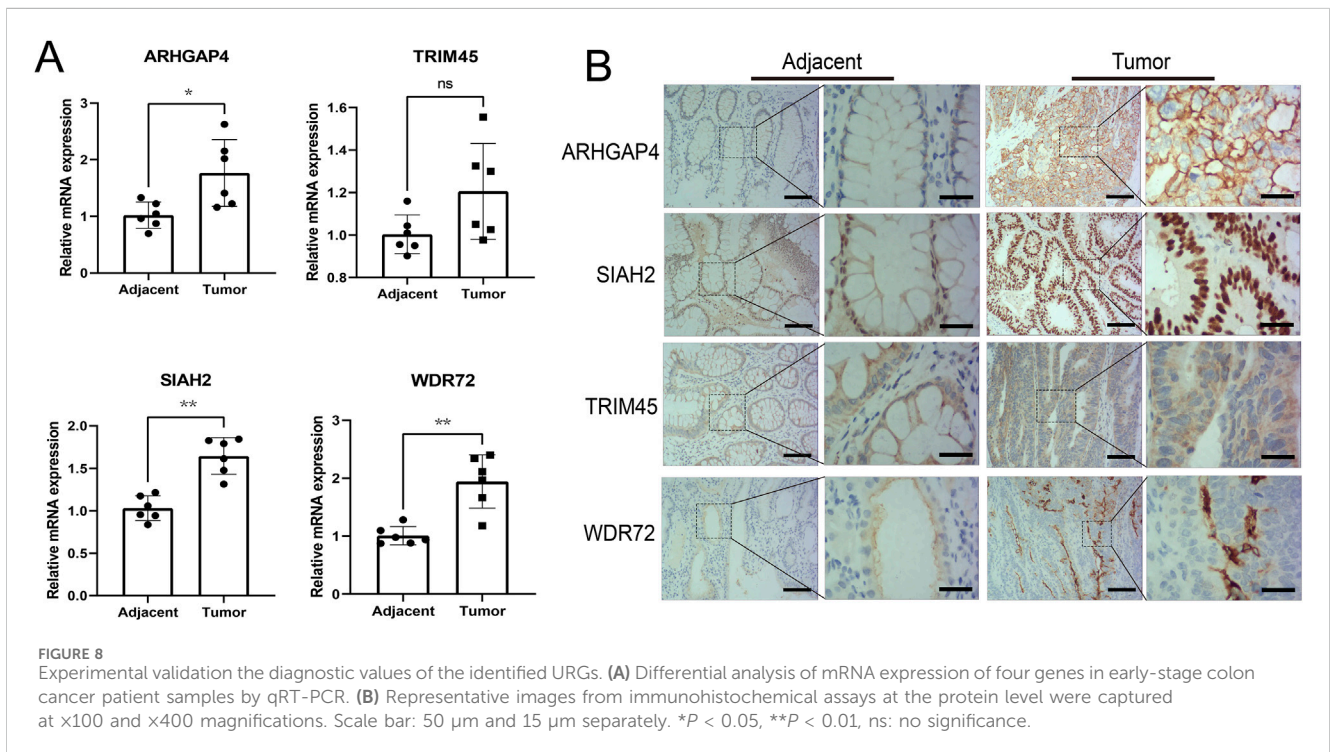 A
ARHGAP4
Relative mRNA expression
3
2
1
0
*
Adjacent
Tumor
TRIM45
Relative mRNA expression
1.6
1.4
1.2
1.0
0.8
ns
Adjacent
Tumor
SIAH2
Relative mRNA expression
2.0
1.5
1.0
0.5
0.0
**
Adjacent
Tumor
WDR72
Relative mRNA expression
3
2
1
0
**
Adjacent
Tumor
B
Adjacent
Tumor
ARHGAP4
SIAH2
TRIM45
WDR72
FIGURE 8
Experimental validation the diagnostic values of the identified URGs. (A) Differential analysis of mRNA expression of four genes in early-stage colon
cancer patient samples by qRT-PCR. (B) Representative images from immunohistochemical assays at the protein level were captured
at ×100 and ×400 magnifications. Scale bar: 50 μm and 15 μm separately. *P < 0.05, **P < 0.01, ns: no significance.